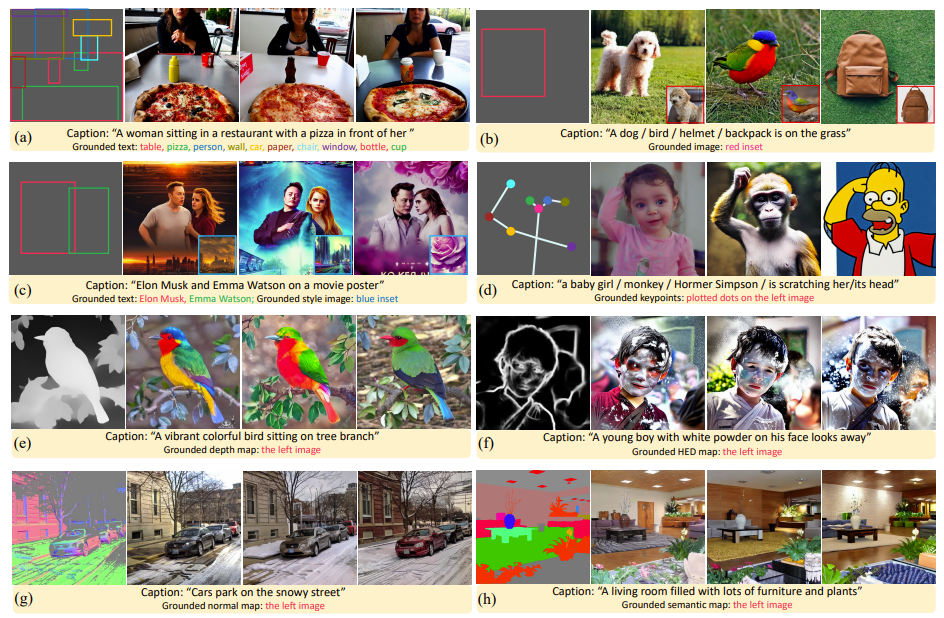 (a)
Caption: “A woman sitting in a restaurant with a pizza in front of her ”
Grounded text: table, pizza, person, wall, car, paper, chair, window, bottle, cup
(b)
Caption: “A dog / bird / helmet / backpack is on the grass”
Grounded image: red inset
(c)
Caption: “Elon Musk and Emma Watson on a movie poster”
Grounded text: Elon Musk, Emma Watson; Grounded style image: blue inset
(d)
Caption: “a baby girl / monkey / Hormer Simpson / is scratching her/its head”
Grounded keypoints: plotted dots on the left image
(e)
Caption: “A vibrant colorful bird sitting on tree branch”
Grounded depth map: the left image
(f)
Caption: “A young boy with white powder on his face looks away”
Grounded HED map: the left image
(g)
Caption: “Cars park on the snowy street”
Grounded normal map: the left image
(h)
Caption: “A living room filled with lots of furniture and plants”
Grounded semantic map: the left image